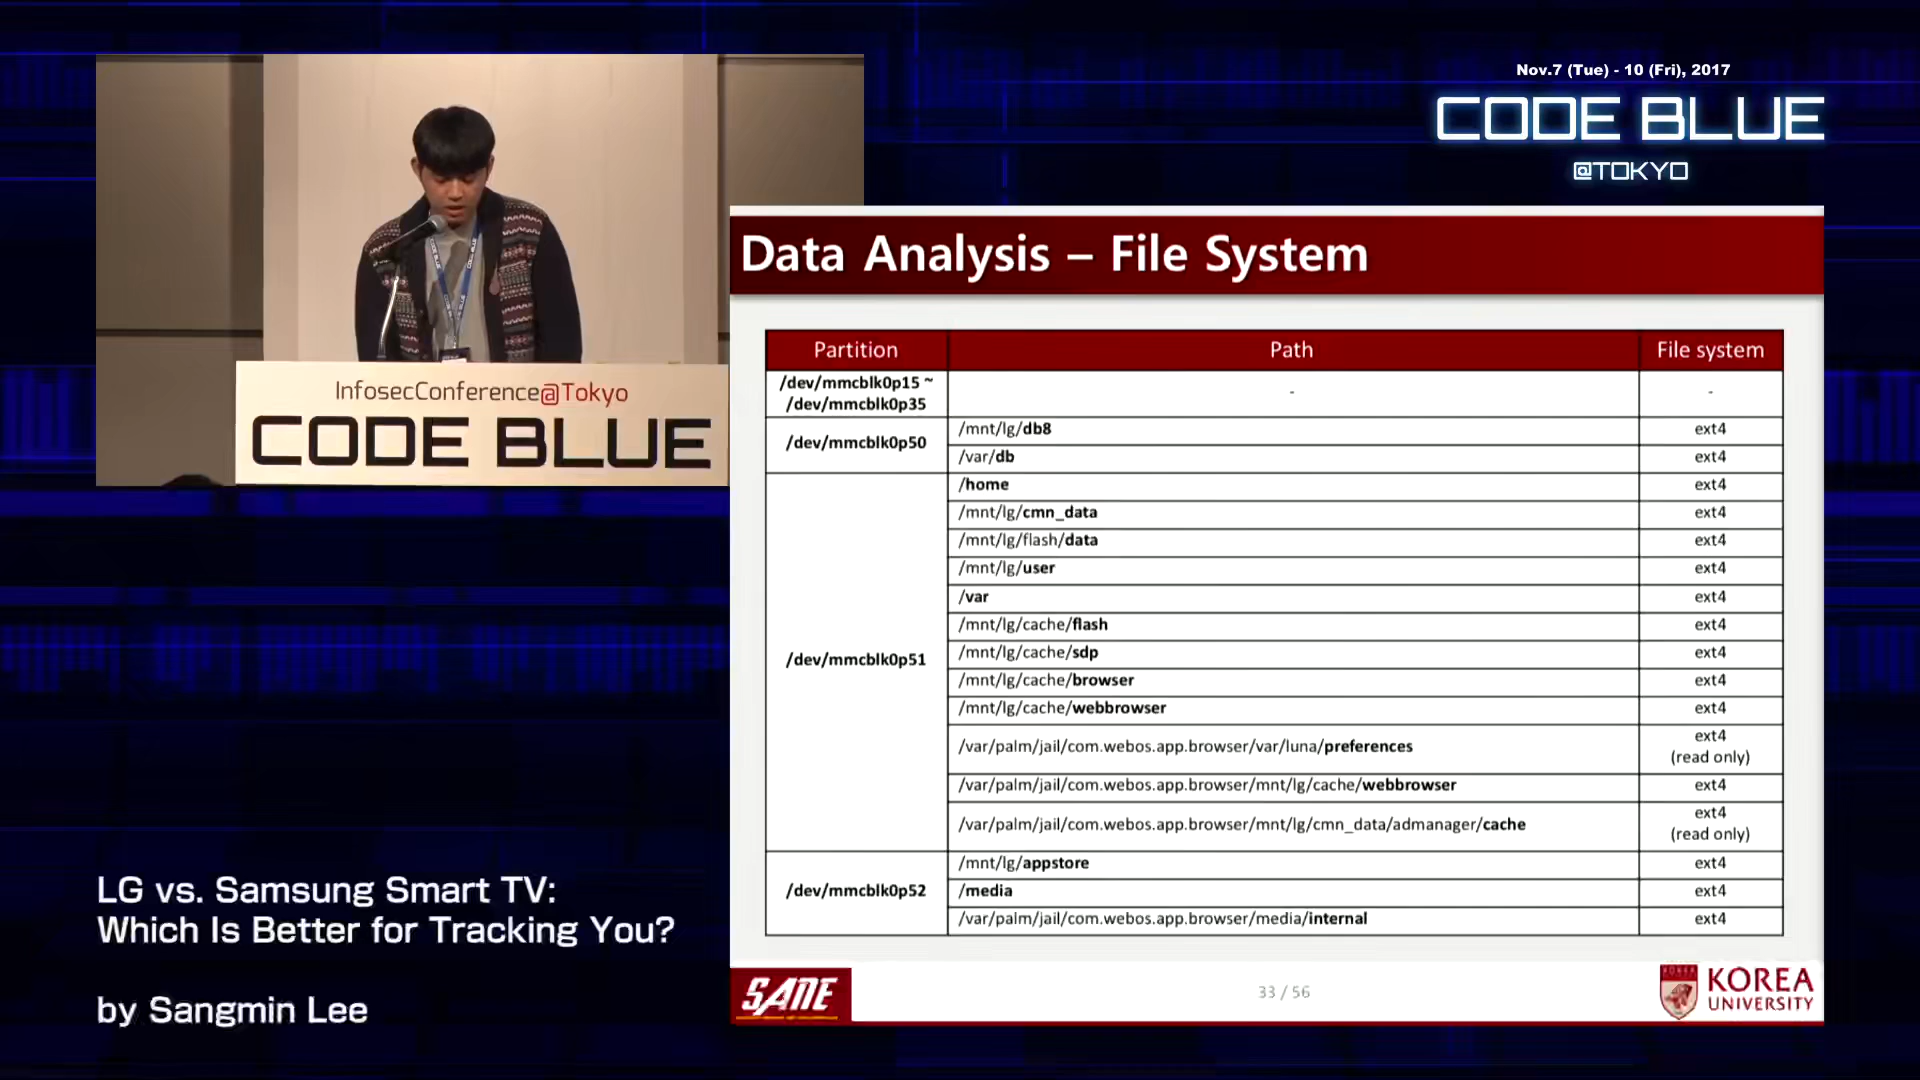 Nov.7 (Tue) - 10 (Fri), 2017
CODE BLUE
@TOKYO
InfosecConference@Tokyo
CODE BLUE
LG vs. Samsung Smart TV:
Which Is Better for Tracking You?
by Sangmin Lee
Data Analysis – File System
Partition Path File system
/dev/mmcblk0p15 ~
/dev/mmcblk0p35 - -
/dev/mmcblk0p50
/mnt/lg/db8 ext4
/var/db ext4
/dev/mmcblk0p51
/home ext4
/mnt/lg/cmn_data ext4
/mnt/lg/flash/data ext4
/mnt/lg/user ext4
/var ext4
/mnt/lg/cache/flash ext4
/mnt/lg/cache/sdp ext4
/mnt/lg/cache/browser ext4
/mnt/lg/cache/webbrowser ext4
/var/palm/jail/com.webos.app.browser/var/luna/preferences ext4
(read only)
/var/palm/jail/com.webos.app.browser/mnt/lg/cache/webbrowser ext4
/var/palm/jail/com.webos.app.browser/mnt/lg/cmn_data/admanager/cache ext4
(read only)
/dev/mmcblk0p52
/mnt/lg/appstore ext4
/media ext4
/var/palm/jail/com.webos.app.browser/media/internal ext4
SANE
33 / 56
KOREA
UNIVERSITY